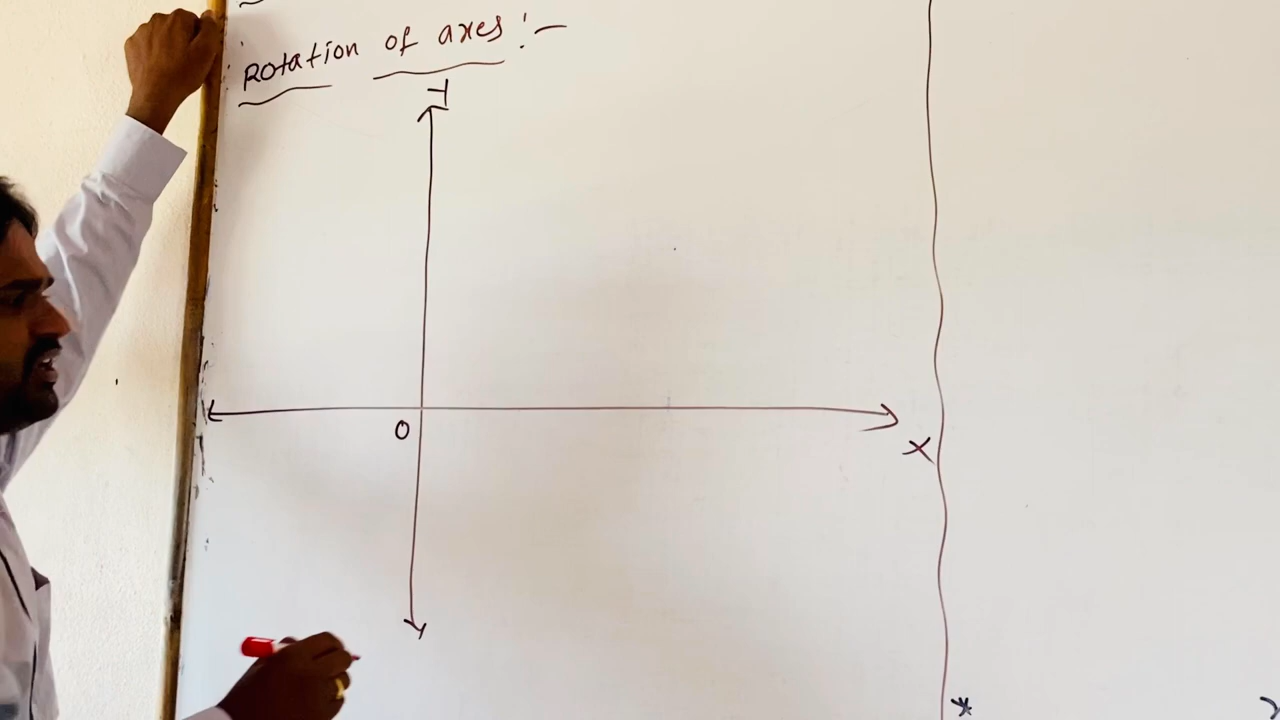 Rotation of axes :-
Y
O
X
*